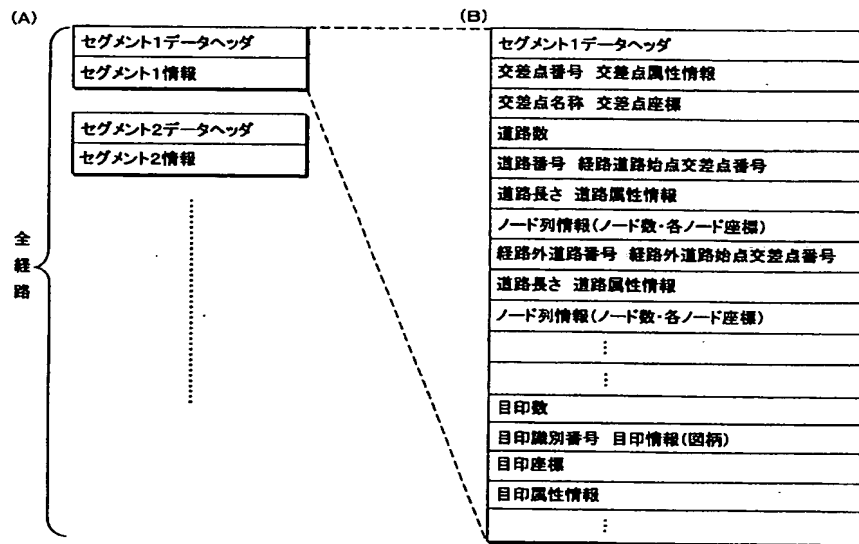 (A)
セグメント1データヘッダ
セグメント1情報
セグメント2データヘッダ
セグメント2情報
全経路
(B)
セグメント1データヘッダ
交差点番号 交差点属性情報
交差点名称 交差点座標
道路数
道路番号 経路道路始点交差点番号
道路長さ 道路属性情報
ノード列情報(ノード数・各ノード座標)
経路外道路番号 経路外道路始点交差点番号
道路長さ 道路属性情報
ノード列情報(ノード数・各ノード座標)
目印数
目印識別番号 目印情報(図柄)
目印座標
目印属性情報